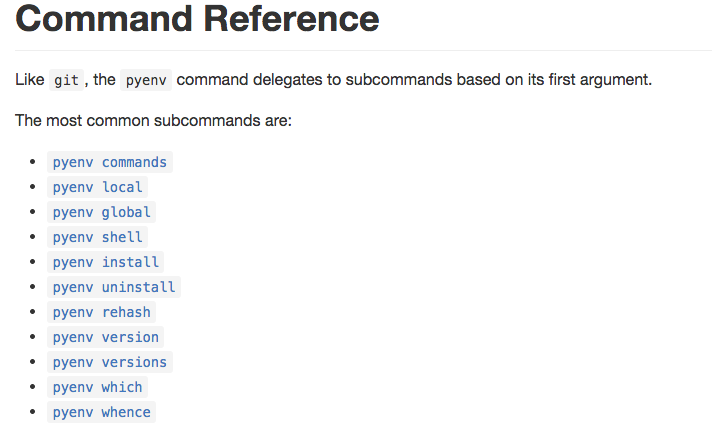 Command Reference
Like git, the pyenv command delegates to subcommands based on its first argument.
The most common subcommands are:
pyenv commands
pyenv local
pyenv global
pyenv shell
pyenv install
pyenv uninstall
pyenv rehash
pyenv version
pyenv versions
pyenv which
pyenv whence